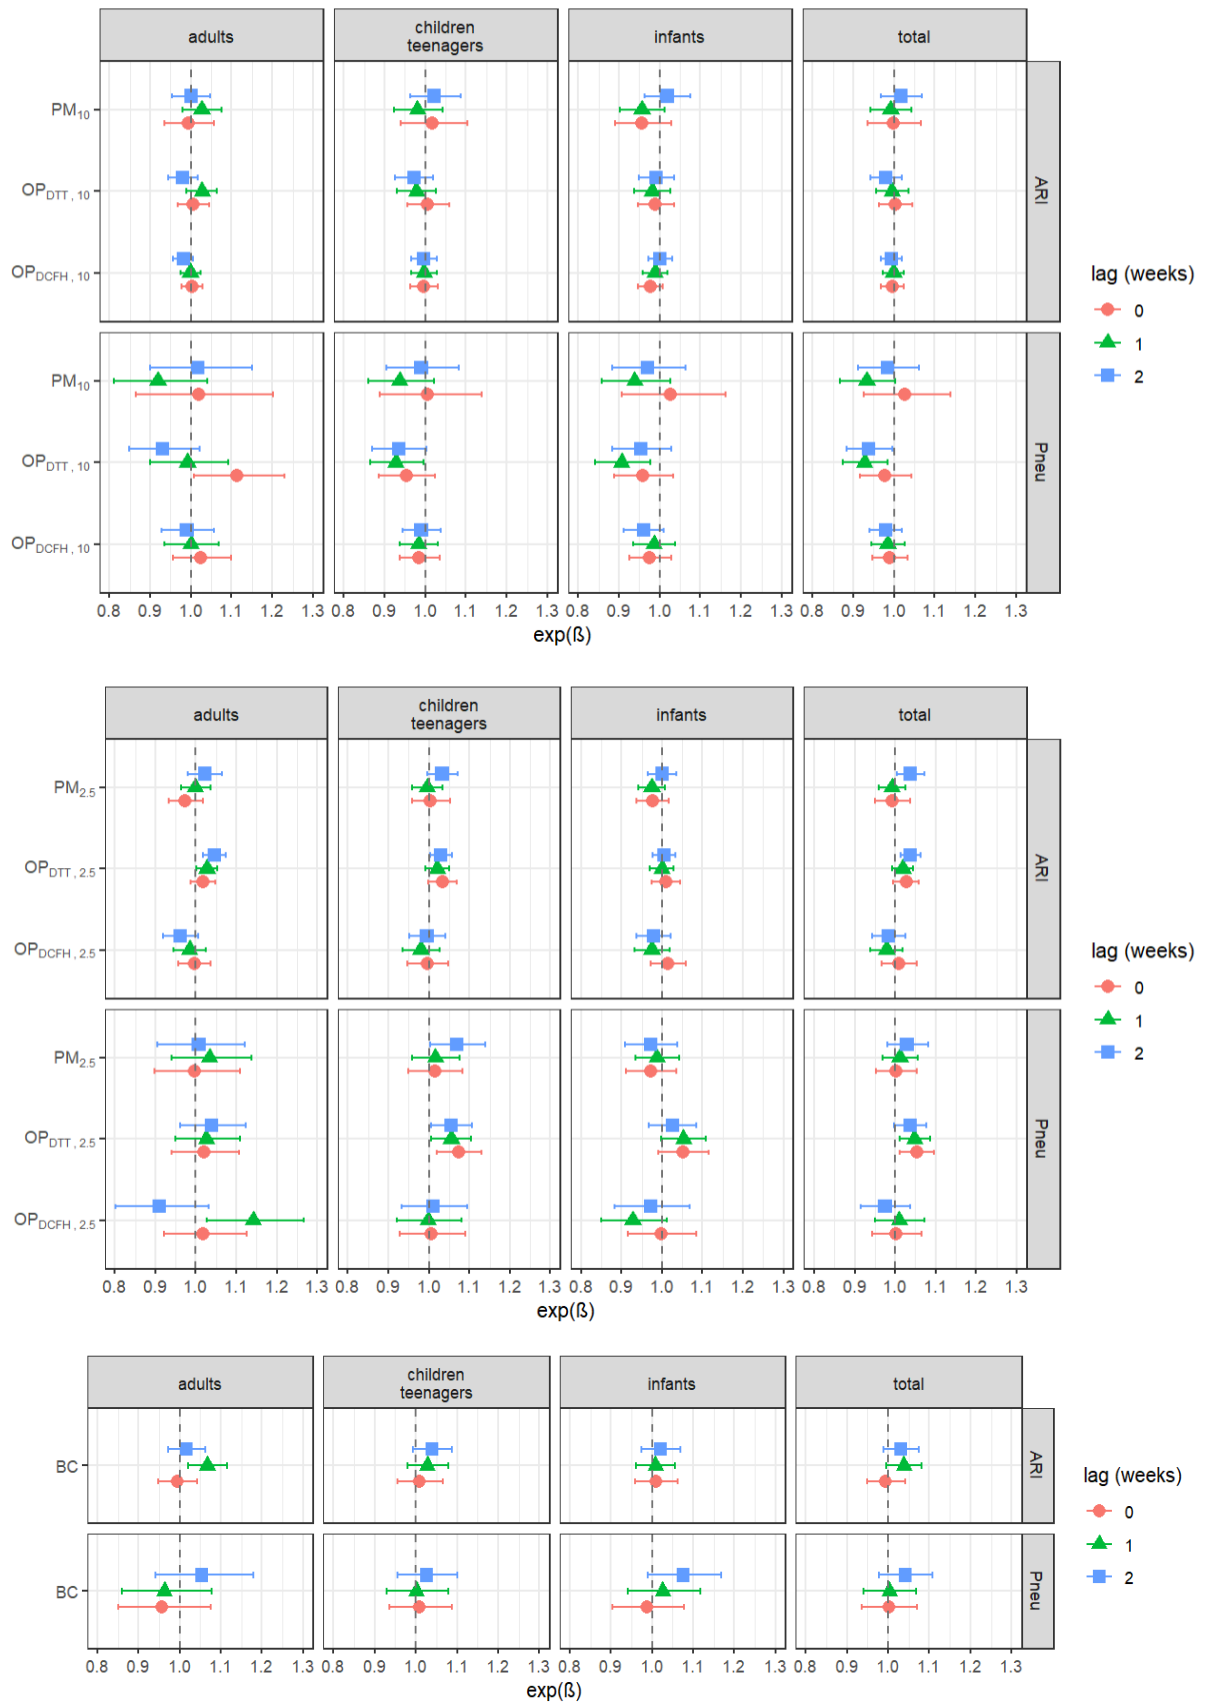 adults
children
teenagers
infants
total
PM10
OPDTT, 10
OPDCFH, 10
ARI
PM10
OPDTT, 10
OPDCFH, 10
Pneu
0.8 0.9 1.0 1.1 1.2 1.3 0.8 0.9 1.0 1.1 1.2 1.3 0.8 0.9 1.0 1.1 1.2 1.3 0.8 0.9 1.0 1.1 1.2 1.3
exp(ß)
lag (weeks)
0
1
2
adults
children
teenagers
infants
total
PM2.5
OPDTT, 2.5
OPDCFH, 2.5
ARI
PM2.5
OPDTT, 2.5
OPDCFH, 2.5
Pneu
0.8 0.9 1.0 1.1 1.2 1.3 0.8 0.9 1.0 1.1 1.2 1.3 0.8 0.9 1.0 1.1 1.2 1.3 0.8 0.9 1.0 1.1 1.2 1.3
exp(ß)
lag (weeks)
0
1
2
adults
children
teenagers
infants
total
BC
ARI
BC
Pneu
0.8 0.9 1.0 1.1 1.2 1.3 0.8 0.9 1.0 1.1 1.2 1.3 0.8 0.9 1.0 1.1 1.2 1.3 0.8 0.9 1.0 1.1 1.2 1.3
exp(ß)
lag (weeks)
0
1
2